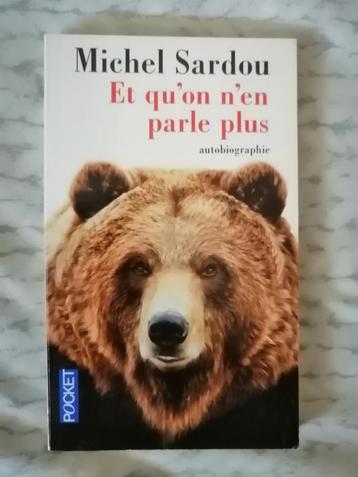 Michel Sardou
Et qu'on n'en
parle plus
autobiographie
POCKET